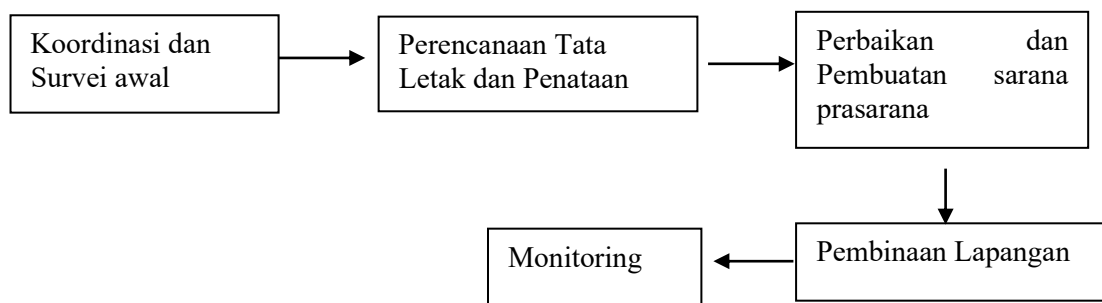 Koordinasi dan
Survei awal
Perencanaan Tata
Letak dan Penataan
Perbaikan dan
Pembuatan sarana
prasarana
Pembinaan Lapangan
Monitoring